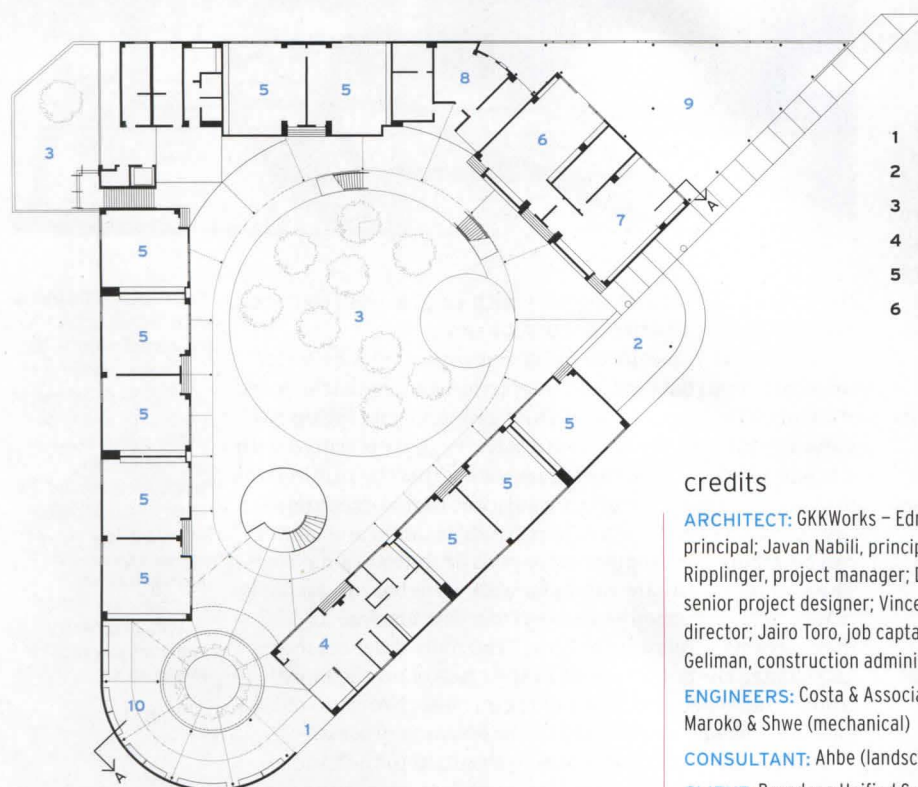 3
5
5
8
9
6
7
5
3
5
5
2
5
5
5
5
5
4
10
1
A
A
1
2
3
4
5
6
credits
ARCHITECT: GKKWorks –
principal; Javan Nabili, princip
Ripplinger, project manager; D
senior project designer; Vince
director; Jairo Toro, job capta
Geliman, construction admini
ENGINEERS: Costa & Associa
Maroko & Shwe (mechanical)
CONSULTANT: Ahbe (landsc